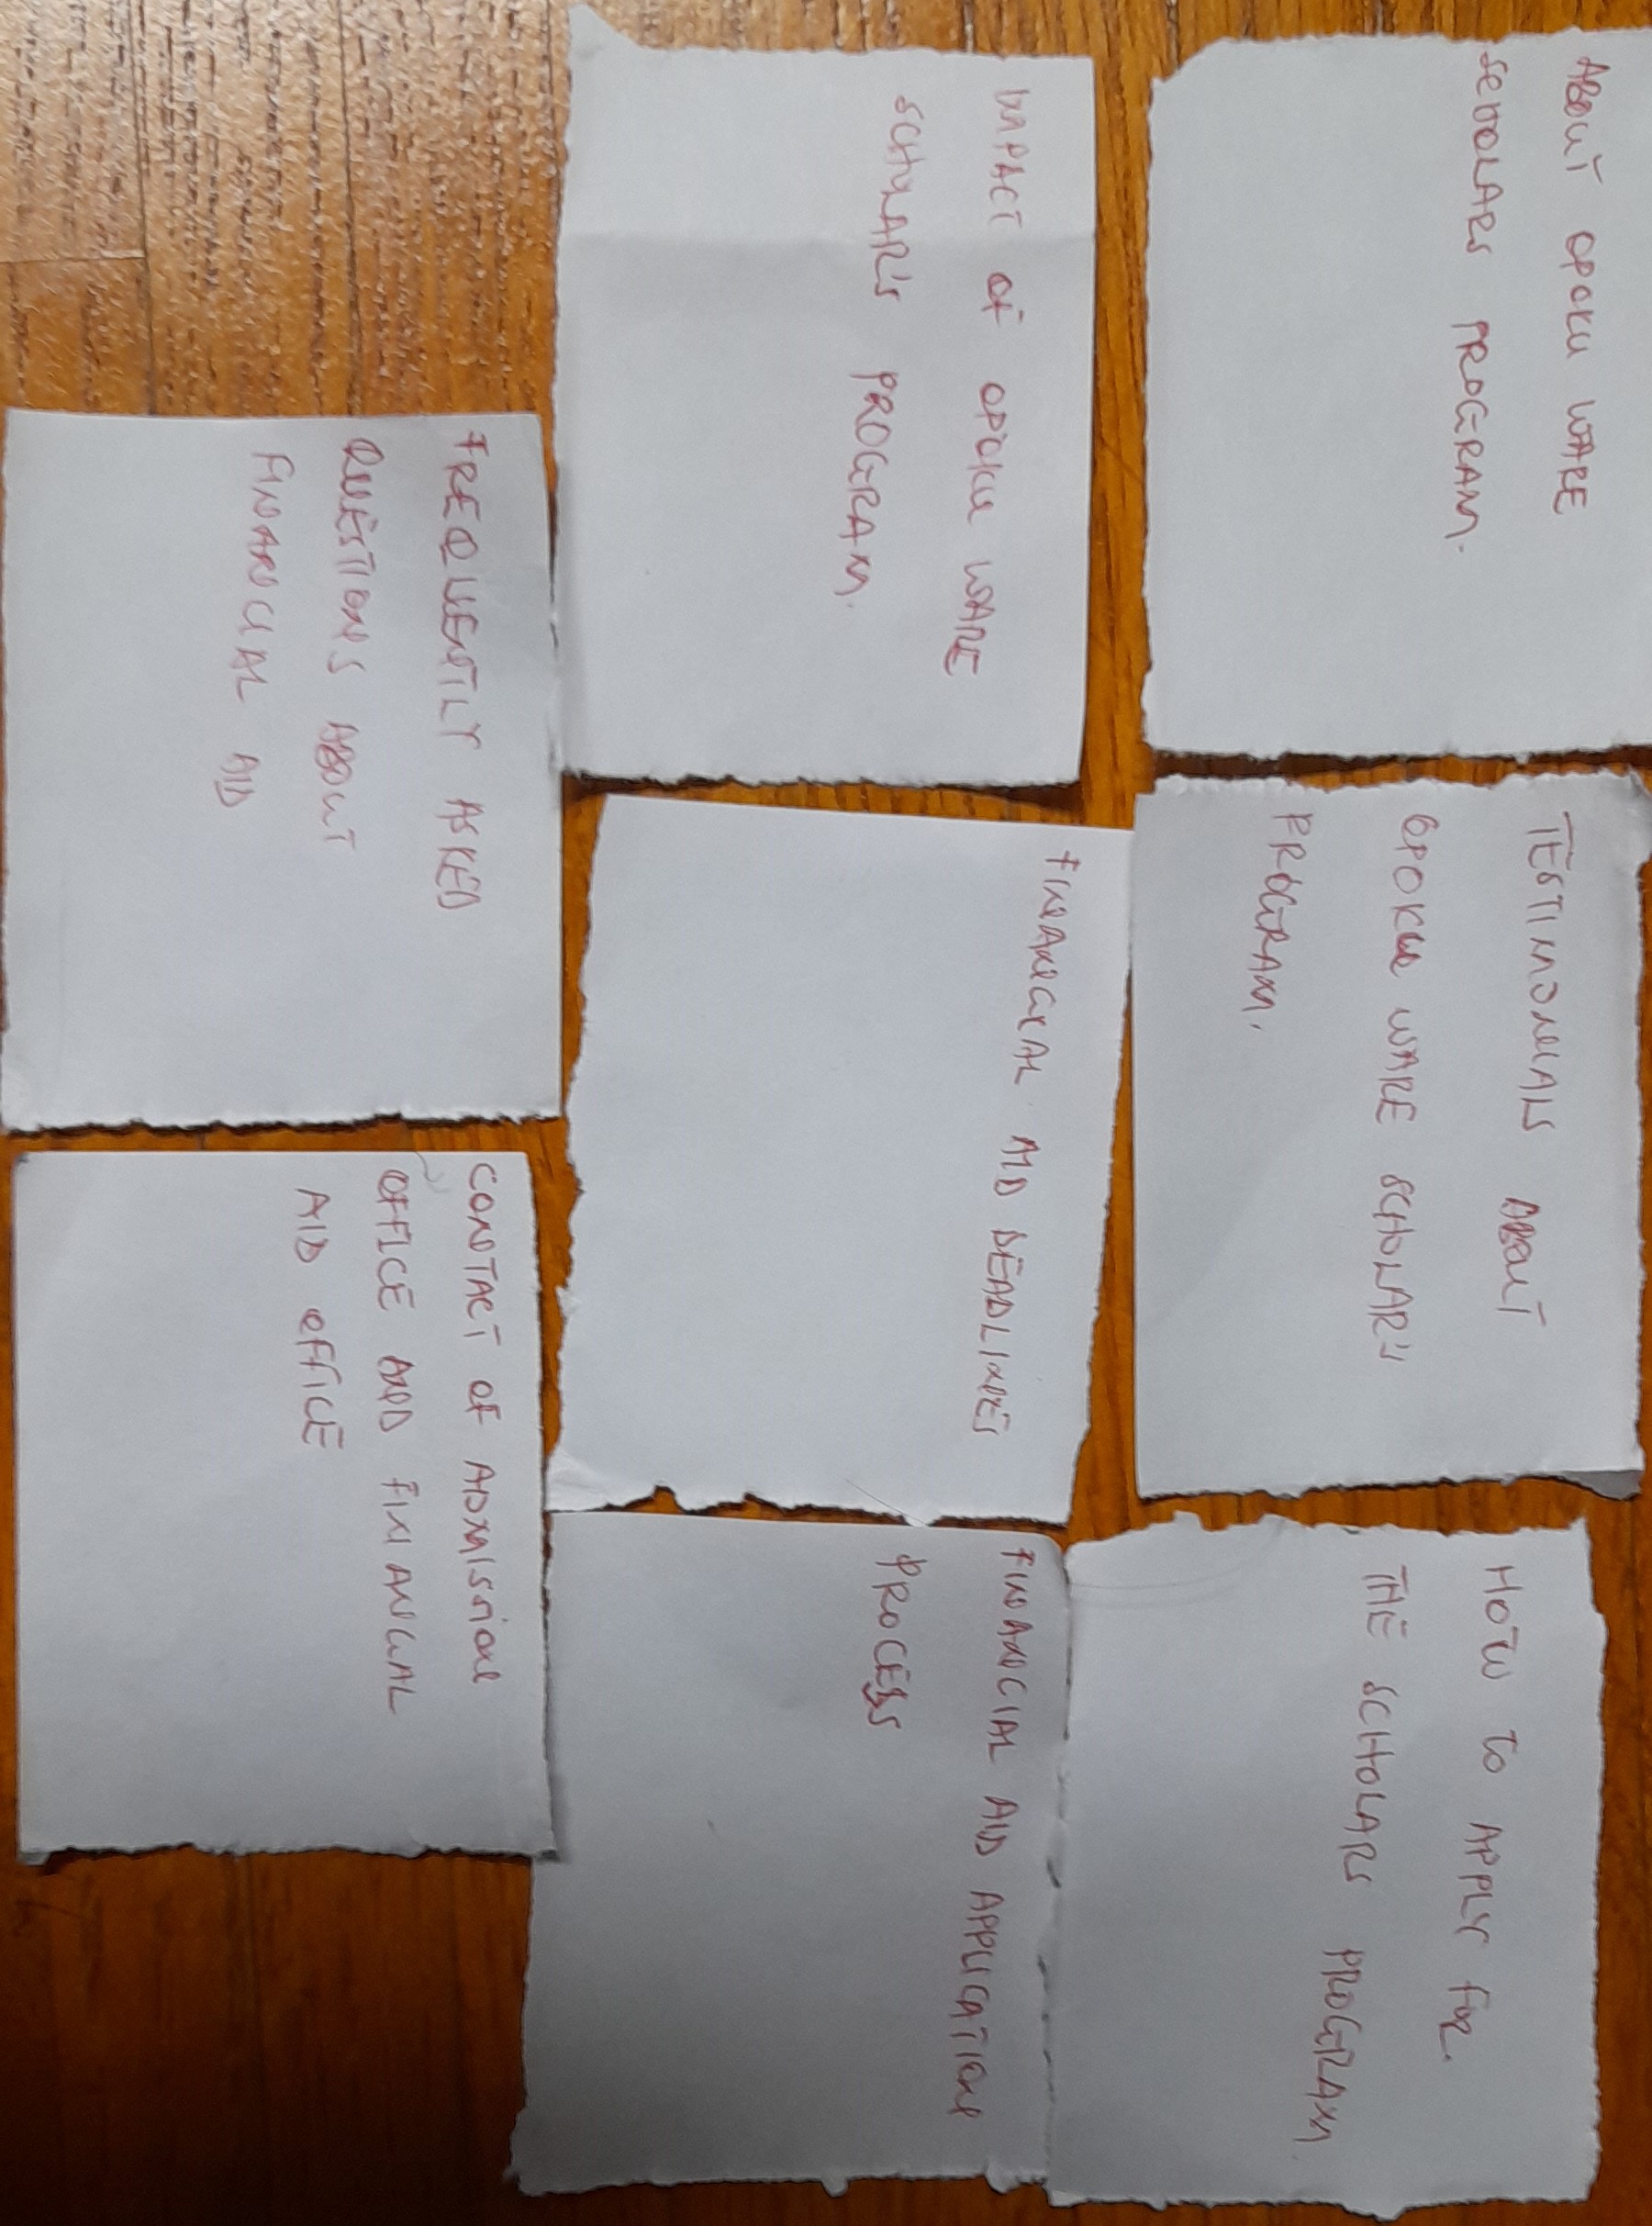 ABOUT OPOKU WARE
SCHOLARS PROGRAM.
TESTIMONIALS ABOUT
OPOKU WARE SCHOLAR'S
PROGRAM.
HOW TO APPLY FOR
THE SCHOLARS PROGRAM.
IMPACT OF OPOKU WARE
SCHOLAR'S PROGRAM.
FINANCIAL AID DEADLINES
FINANCIAL AID APPLICATION
PROCESS
FREQUENTLY ASKED
QUESTIONS ABOUT
FINANCIAL AID
CONTACT OF ADMISSION
OFFICE AND FINANCIAL
AID OFFICE